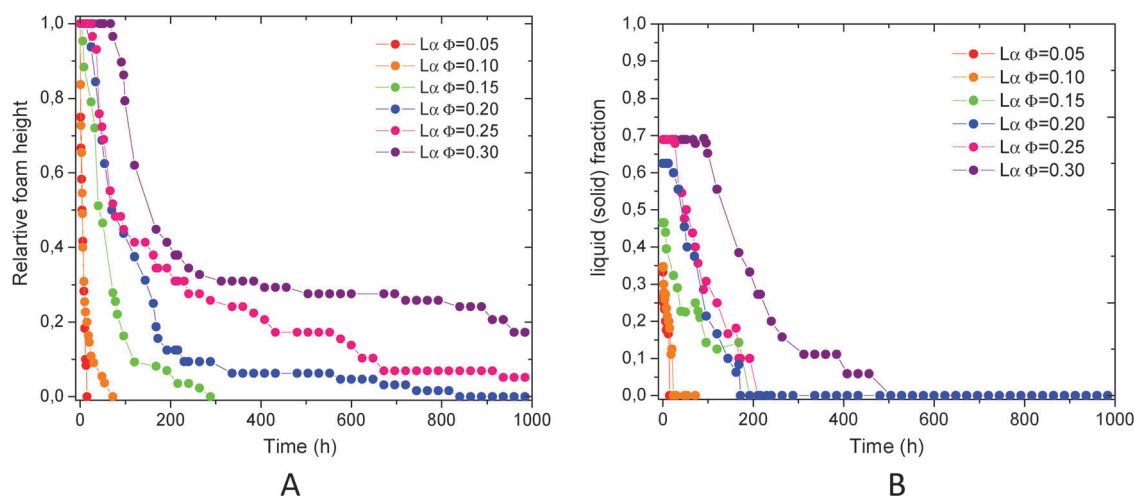 Relartive foam height
1,0
0,8
0,6
0,4
0,2
0,0
Lα Φ=0.05
Lα Φ=0.10
Lα Φ=0.15
Lα Φ=0.20
Lα Φ=0.25
Lα Φ=0.30
0 200 400 600 800 1000
Time (h)
A
liquid (solid) fraction
1,0
0,9
0,8
0,7
0,6
0,5
0,4
0,3
0,2
0,1
0,0
Lα Φ=0.05
Lα Φ=0.10
Lα Φ=0.15
Lα Φ=0.20
Lα Φ=0.25
Lα Φ=0.30
0 200 400 600 800 1000
Time (h)
B